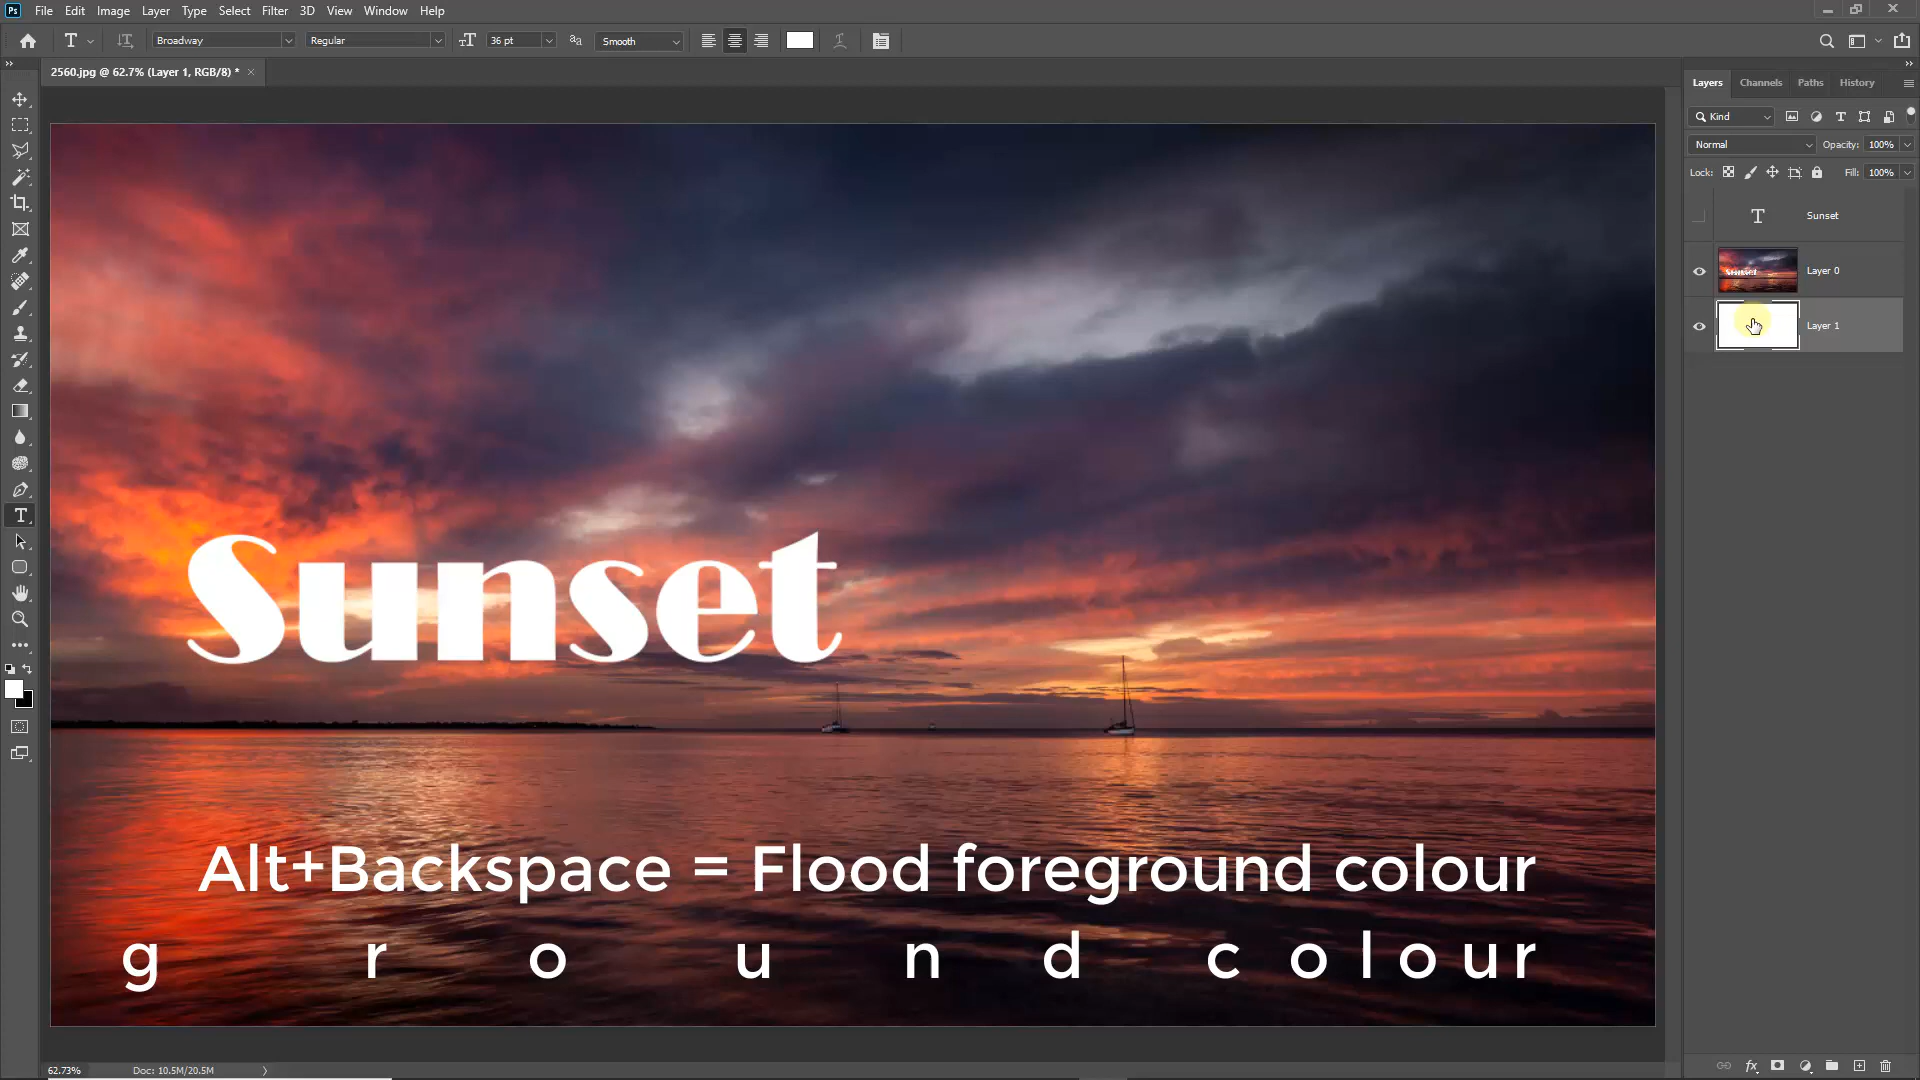 Ps File Edit Image Layer Type Select Filter 3D View Window Help
T Broadway Regular 36 pt Smooth
2560.jpg @ 62.7% (Layer 1, RGB/8) *
Layers Channels Paths History
Kind
Normal Opacity: 100%
Lock: Fill: 100%
T Sunset
Layer 0
Layer 1
Sunset
Alt+Backspace = Flood foreground colour
g r o u n d c o l o u r
62.73% Doc: 10.5M/20.5M